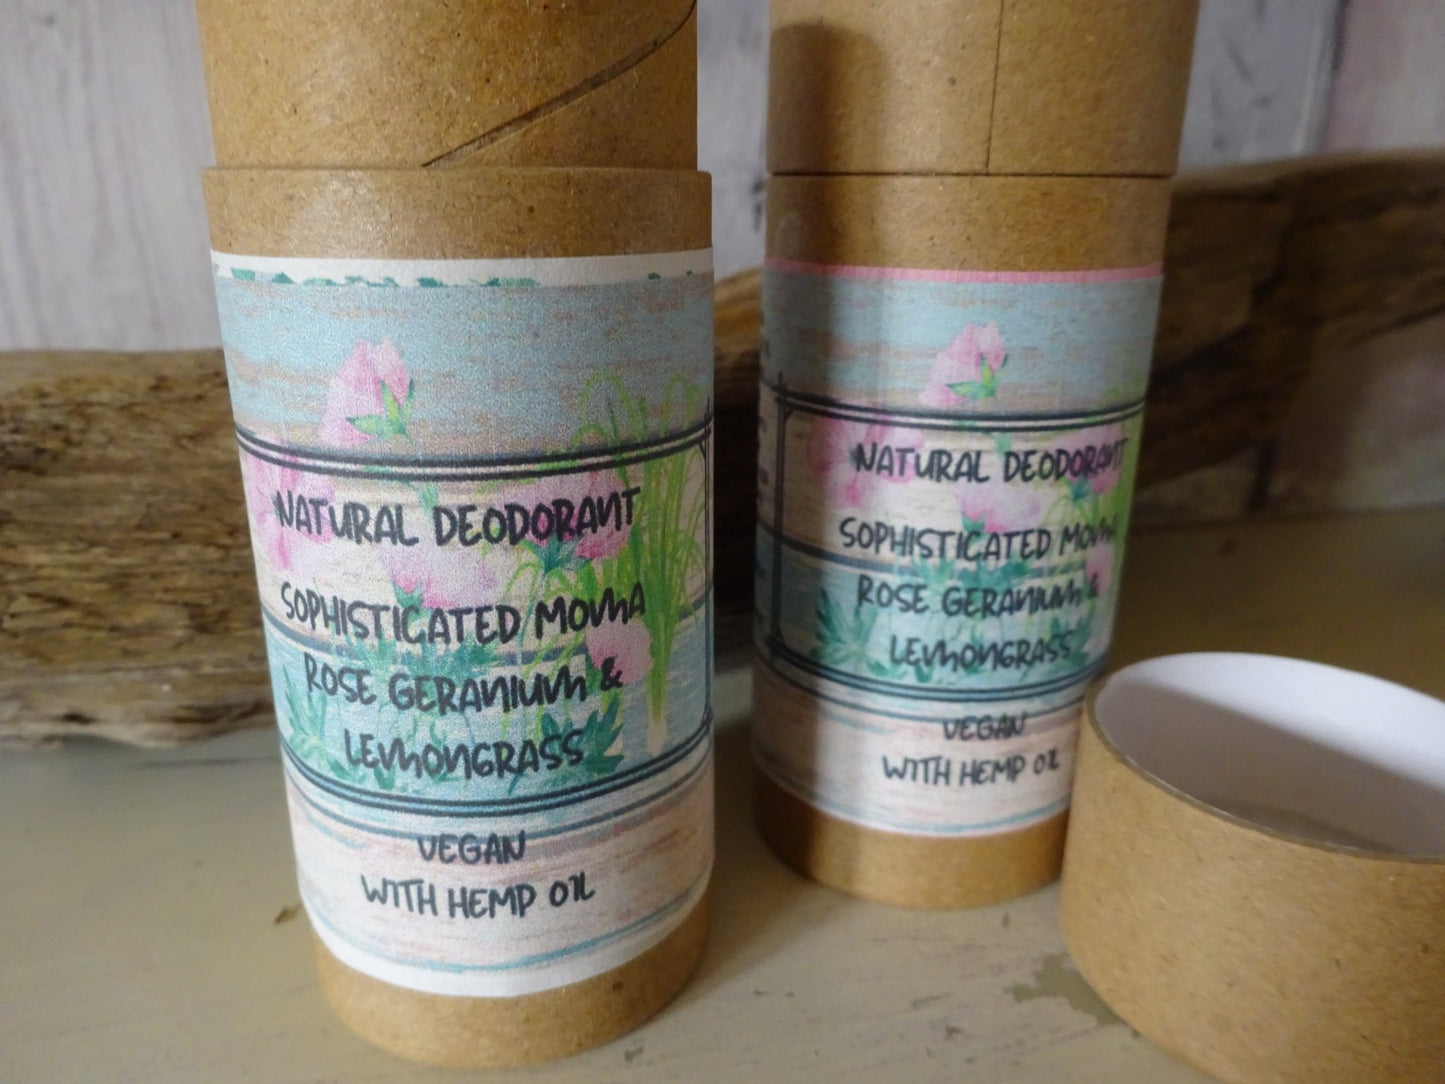 NATURAL DEODORANT
SOPHISTICATED MOMA
ROSE GERANIUM &
LEMONGRASS
VEGAN
WITH HEMP OIL
NATURAL DEODORANT
SOPHISTICATED MOMA
ROSE GERANIUM &
LEMONGRASS
VEGAN
WITH HEMP OIL